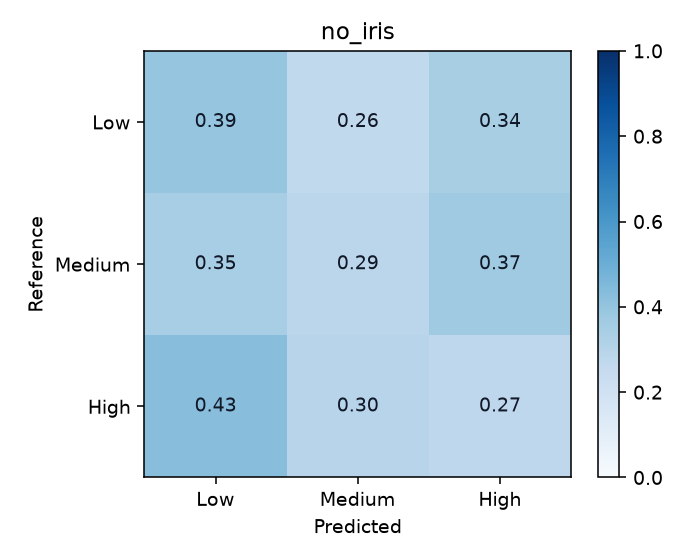 no_iris
1.0
Low 0.39 0.26 0.34
0.8
0.6
Reference
Medium 0.35 0.29 0.37
0.4
High 0.43 0.30 0.27
0.2
0.0
Low Medium High
Predicted